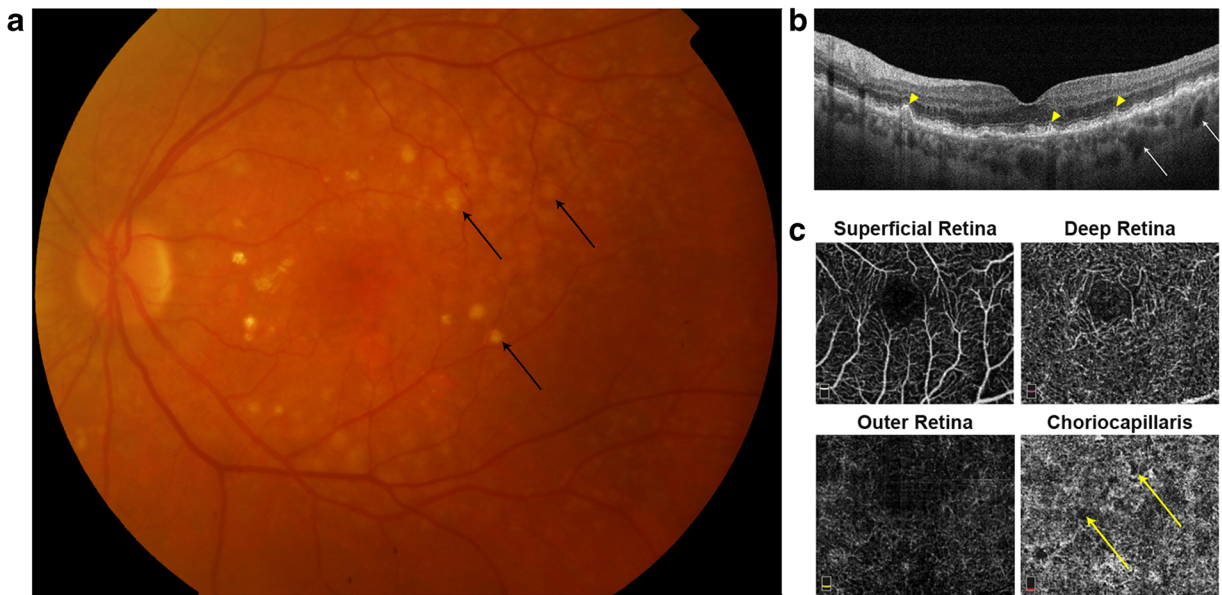 a
b
c
Superficial Retina
Deep Retina
Outer Retina
Choriocapillaris